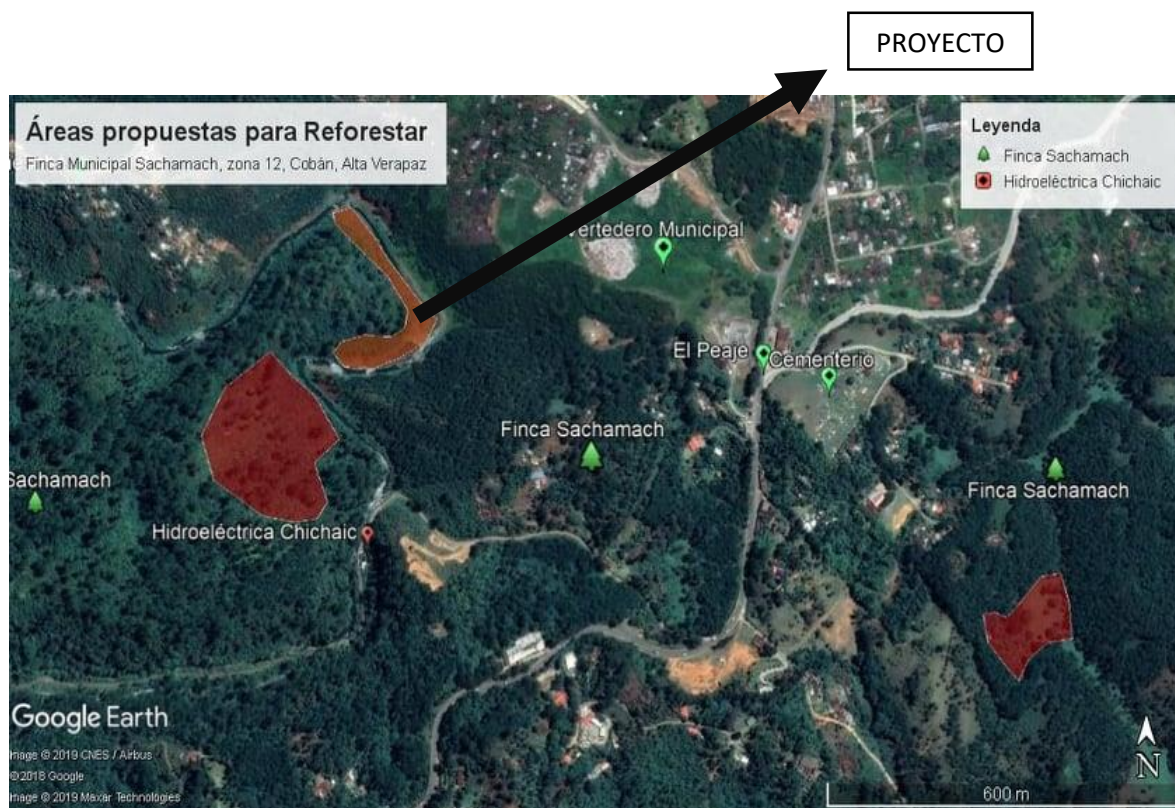 PROYECTO
Áreas propuestas para Reforestar
Finca Municipal Sachamach, zona 12, Cobán, Alta Verapaz
Leyenda
Finca Sachamach
Hidroeléctrica Chichaic
Vertedero Municipal
El Peaje
Cementerio
Finca Sachamach
Sachamach
Finca Sachamach
Hidroeléctrica Chichaic
Google Earth
Image © 2019 CNES / Airbus
© 2018 Google
Image © 2019 Maxar Technologies
N
600 m